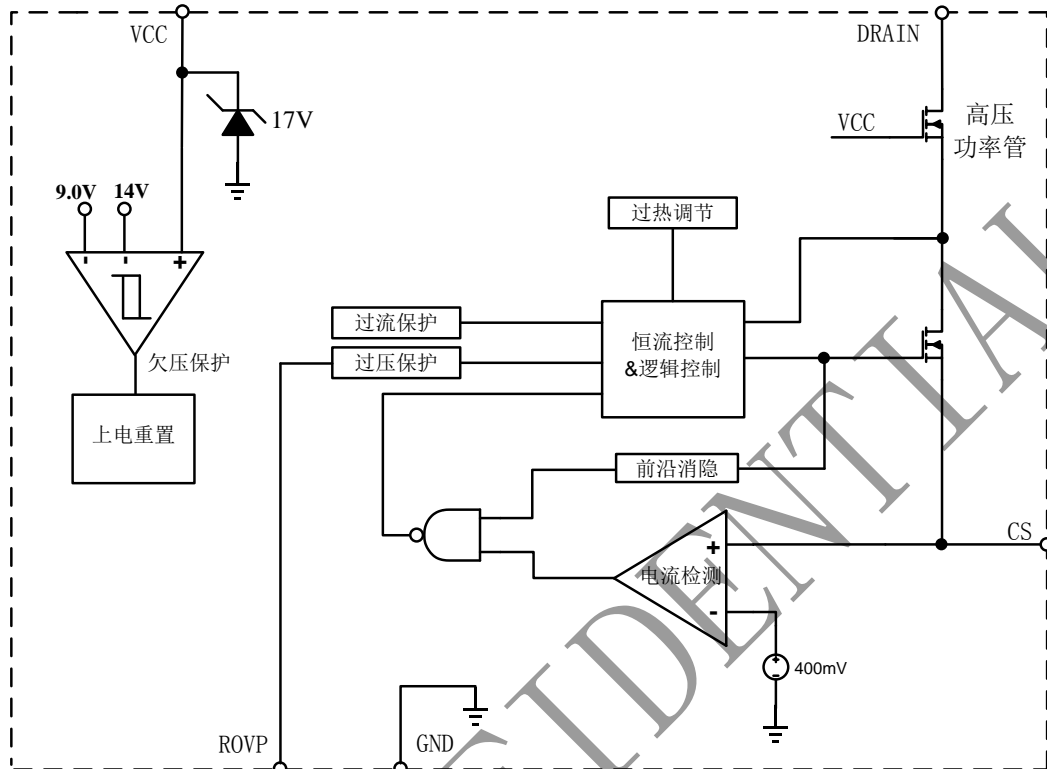 VCC
DRAIN
17V
VCC
高压
功率管
9.0V
14V
-
-
+
过热调节
过流保护
恒流控制
&逻辑控制
欠压保护
过压保护
上电重置
前沿消隐
CS
+
电流检测
-
+
-
400mV
ROVP
GND
FIDENTIAL